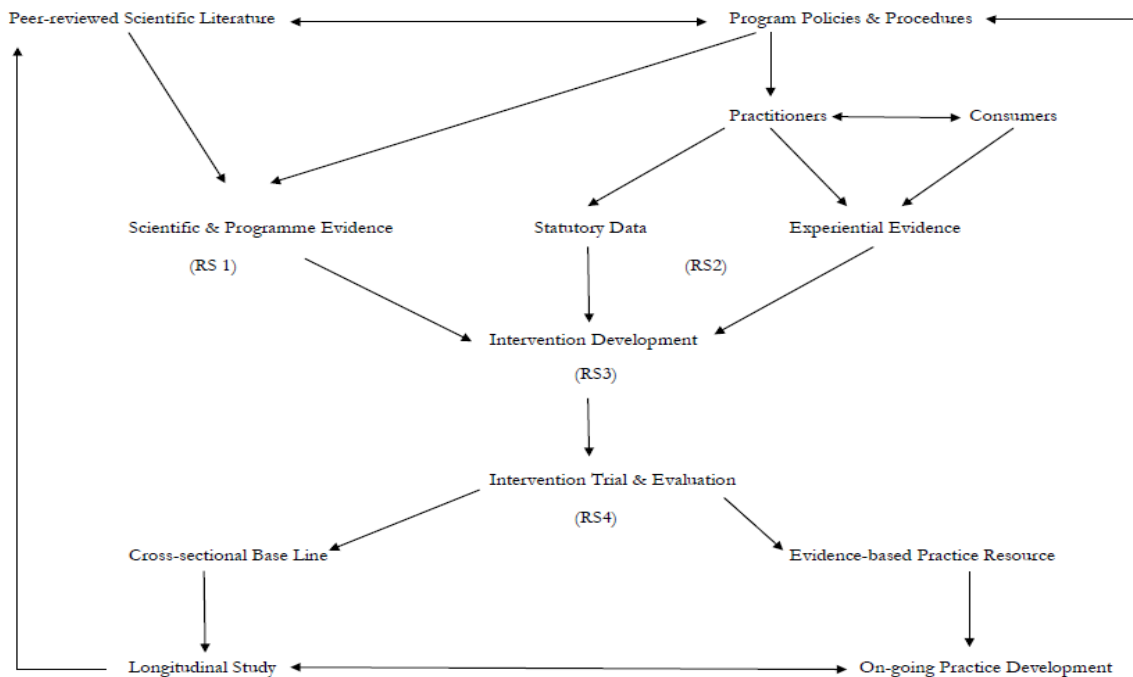 Peer-reviewed Scientific Literature
Program Policies & Procedures
Practitioners
Consumers
Scientific & Programme Evidence
Statutory Data
Experiential Evidence
(RS 1)
(RS2)
Intervention Development
(RS3)
Intervention Trial & Evaluation
(RS4)
Cross-sectional Base Line
Evidence-based Practice Resource
Longitudinal Study
On-going Practice Development